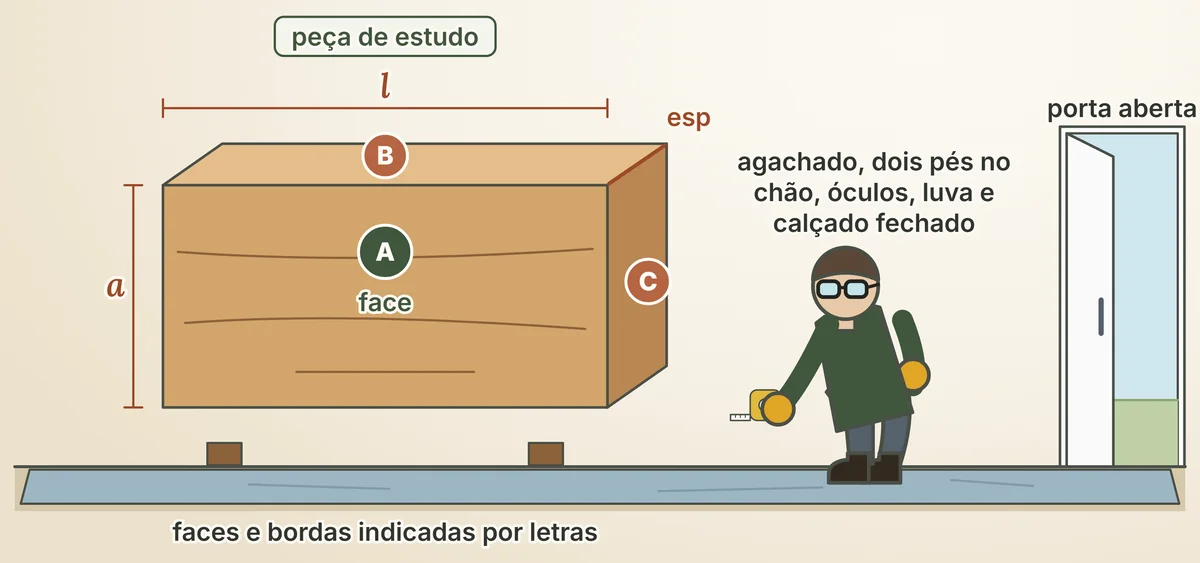 peça de estudo
l
esp
porta aberta
B
agachado, dois pés no
chão, óculos, luva e
calçado fechado
A
a
C
face
faces e bordas indicadas por letras